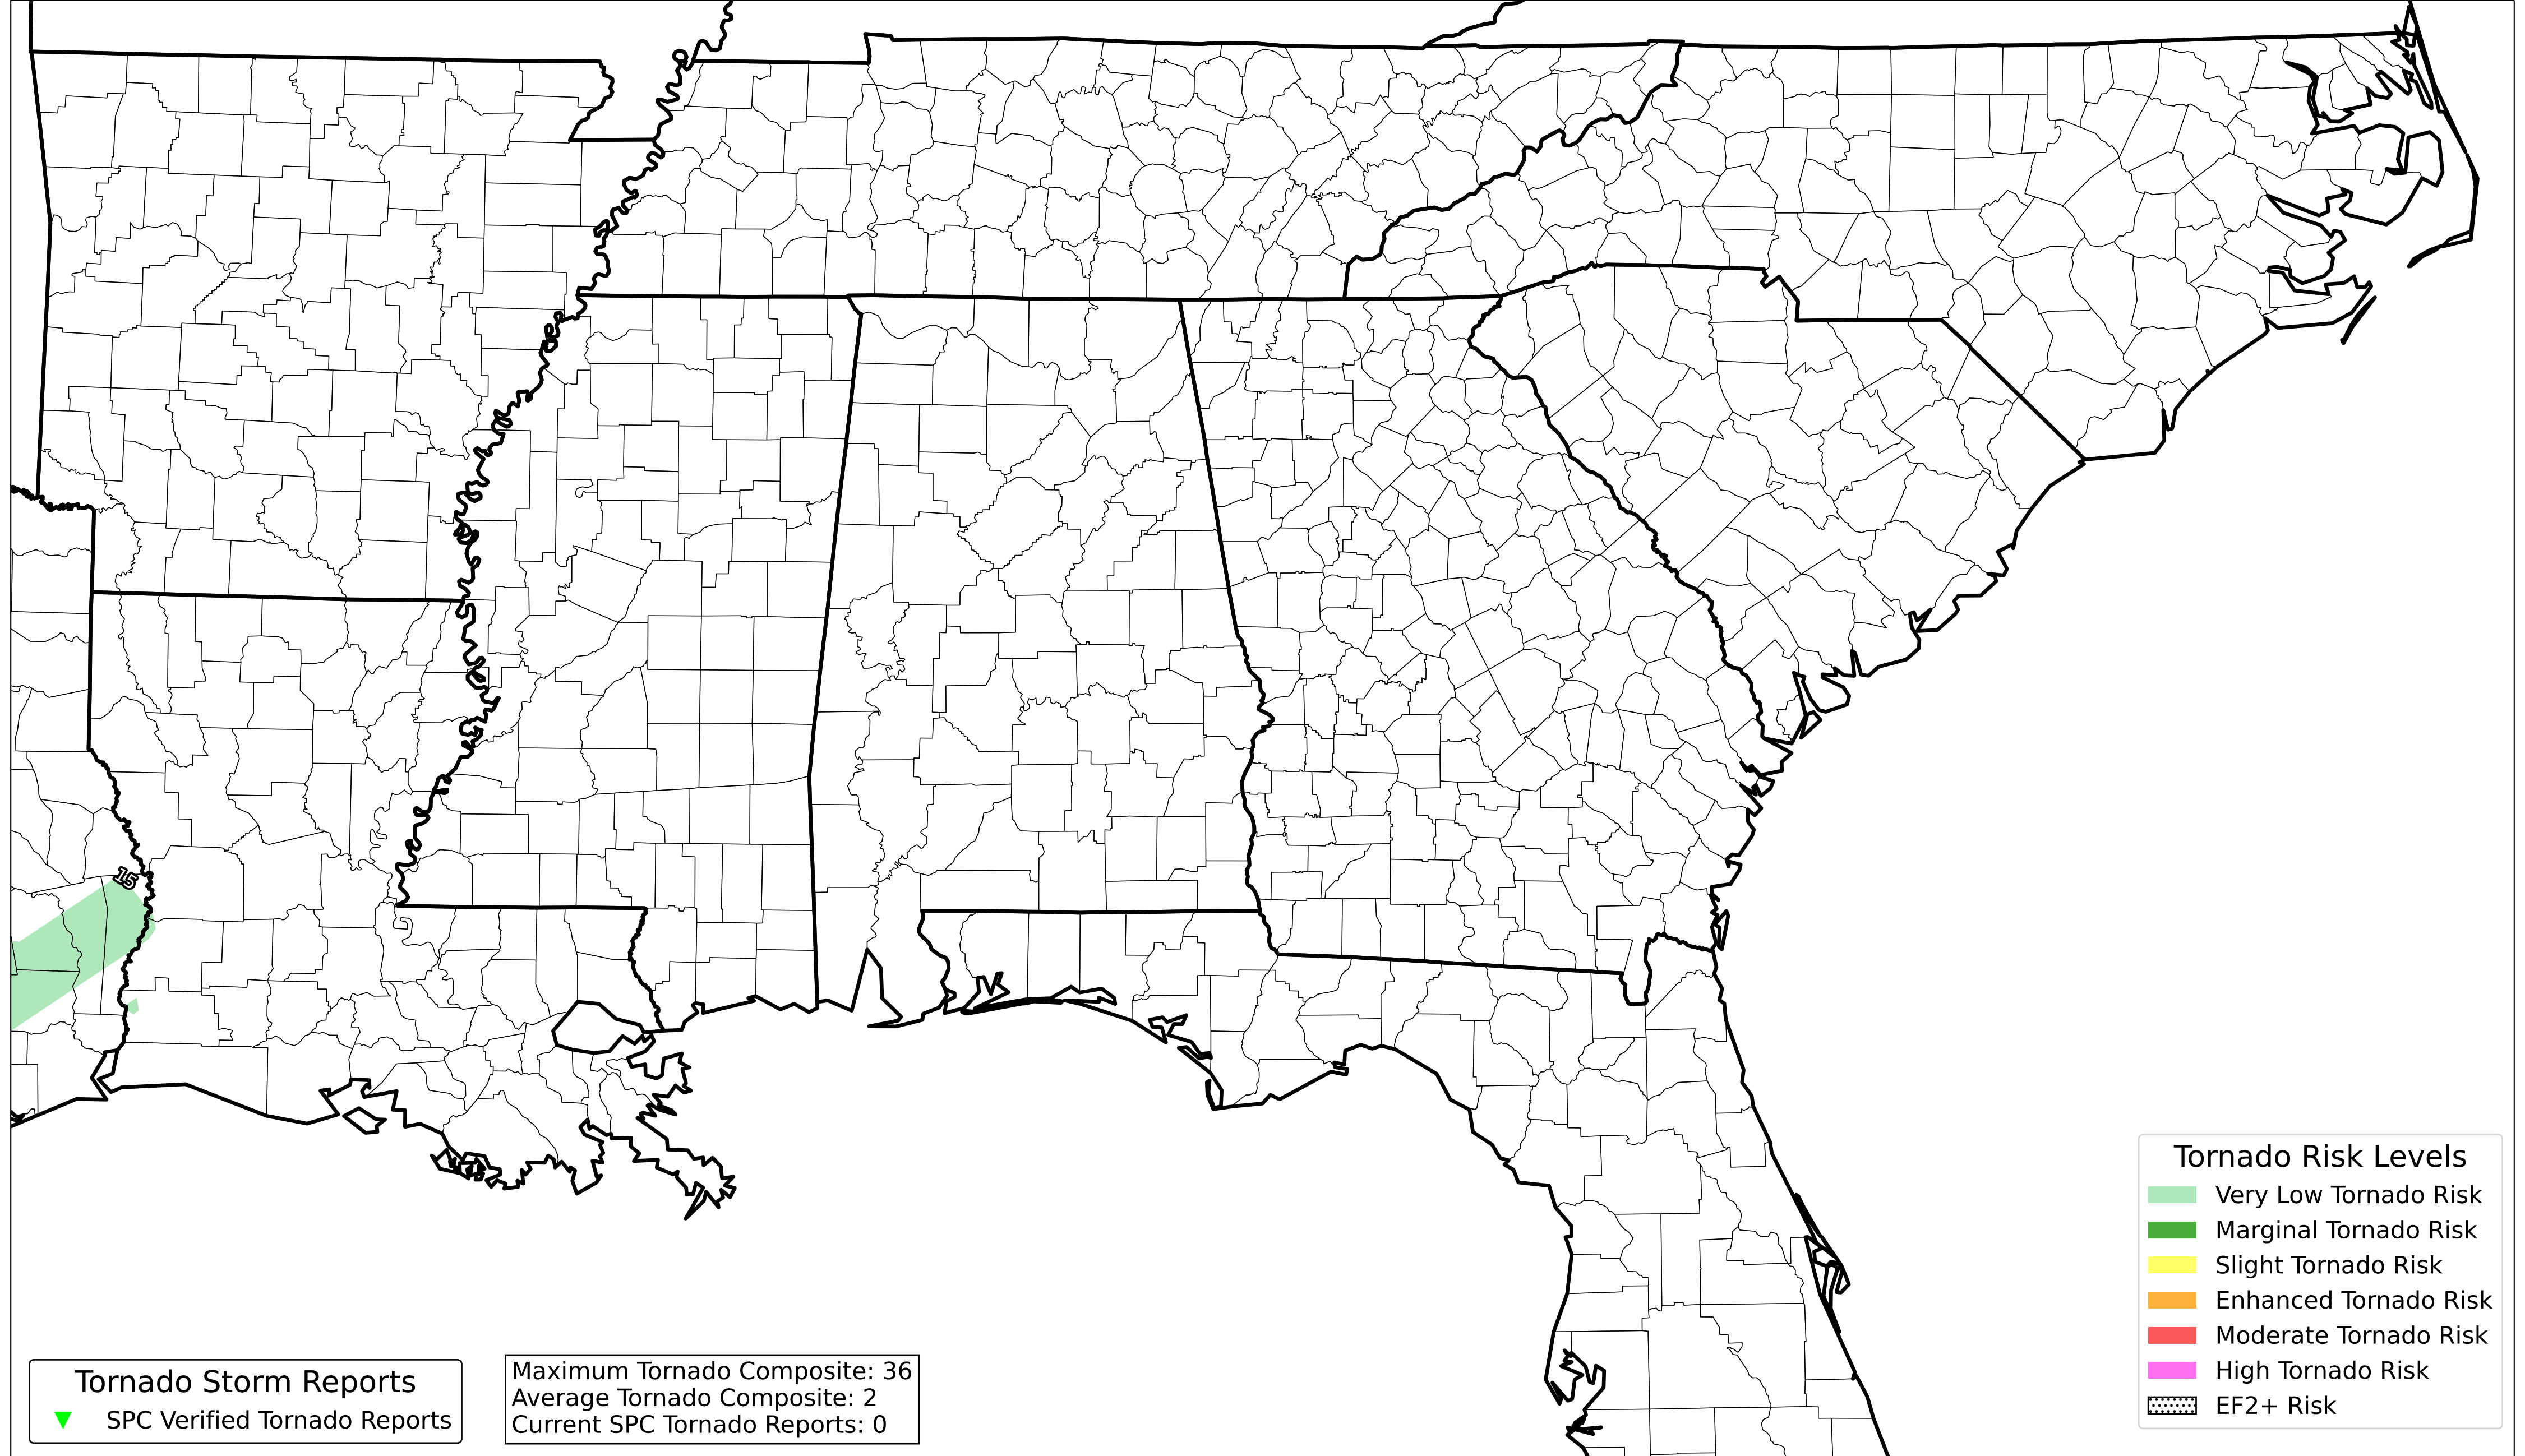 15
Tornado Risk Levels
Very Low Tornado Risk
Marginal Tornado Risk
Slight Tornado Risk
Enhanced Tornado Risk
Moderate Tornado Risk
High Tornado Risk
EF2+ Risk
Tornado Storm Reports
SPC Verified Tornado Reports
Maximum Tornado Composite: 36
Average Tornado Composite: 2
Current SPC Tornado Reports: 0